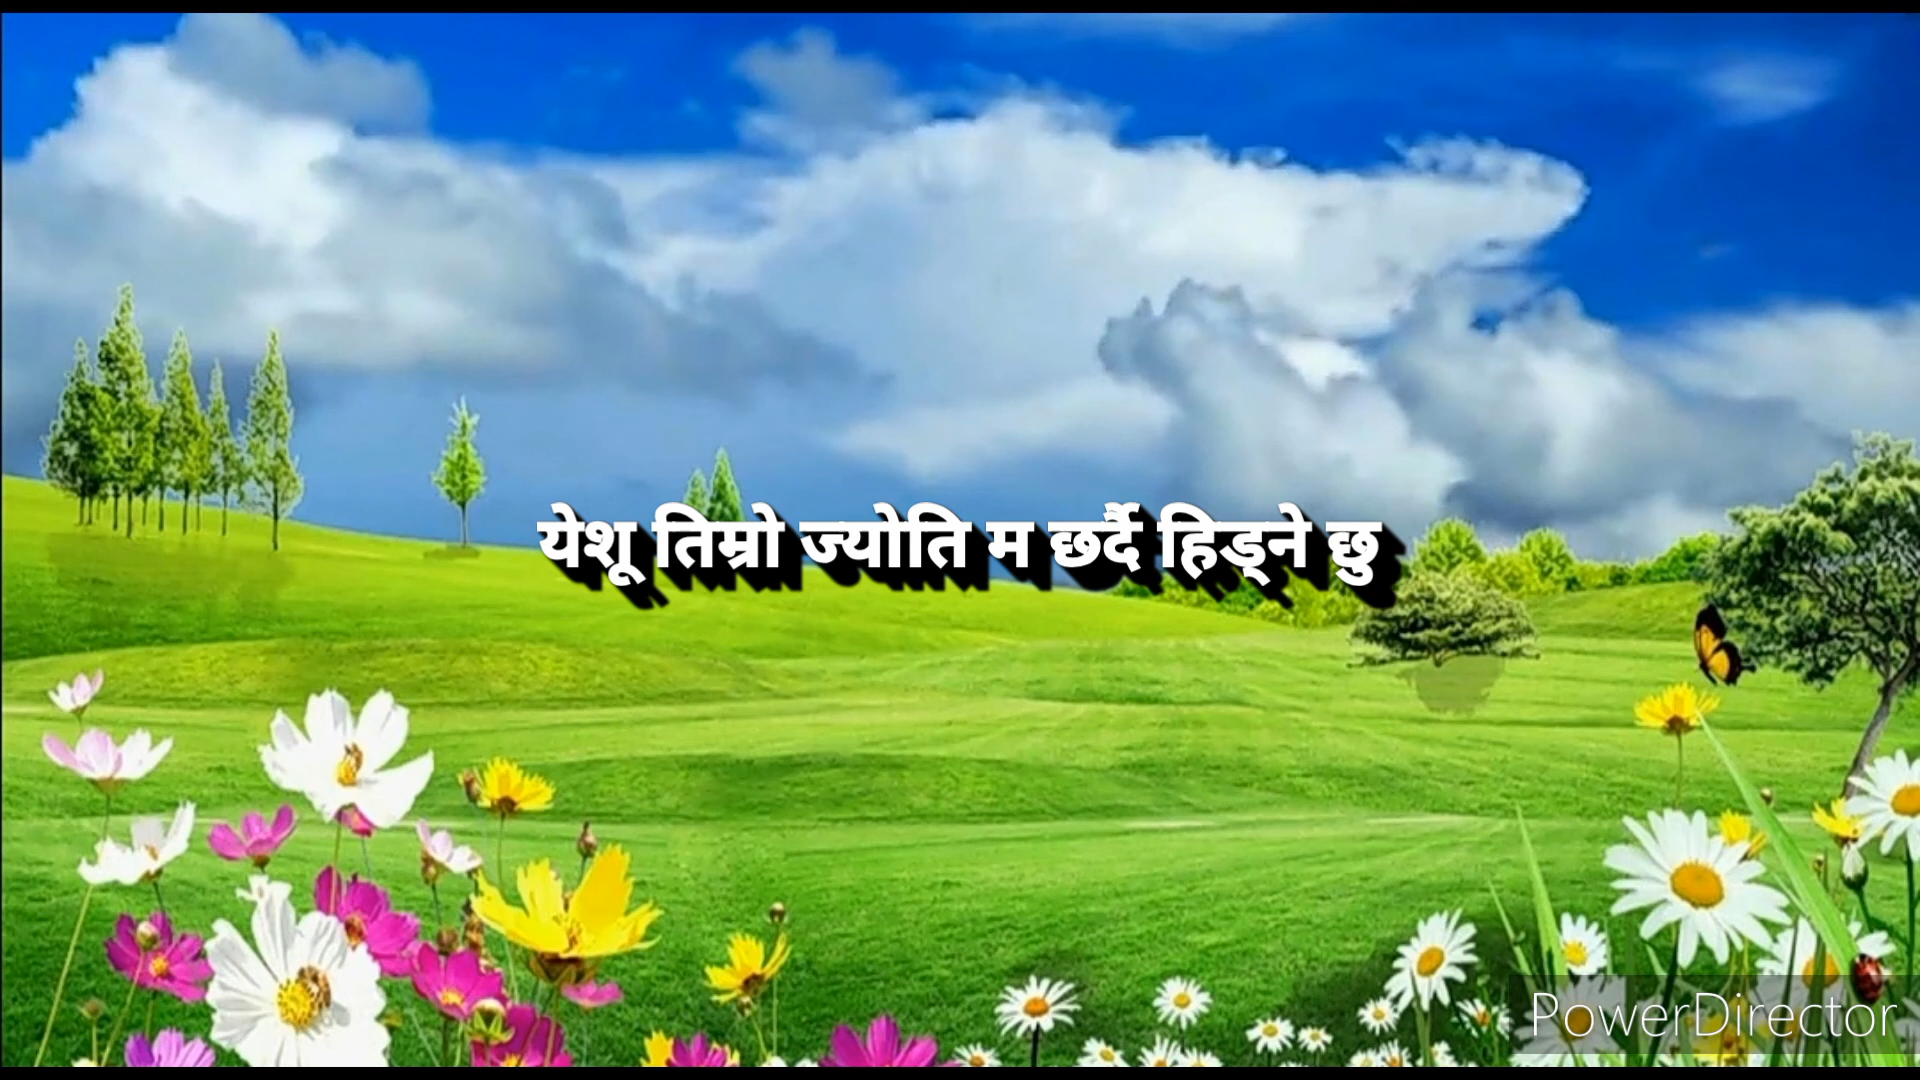 येशू तिम्रो ज्योति म छर्दै हिड्ने छु
PowerDirector